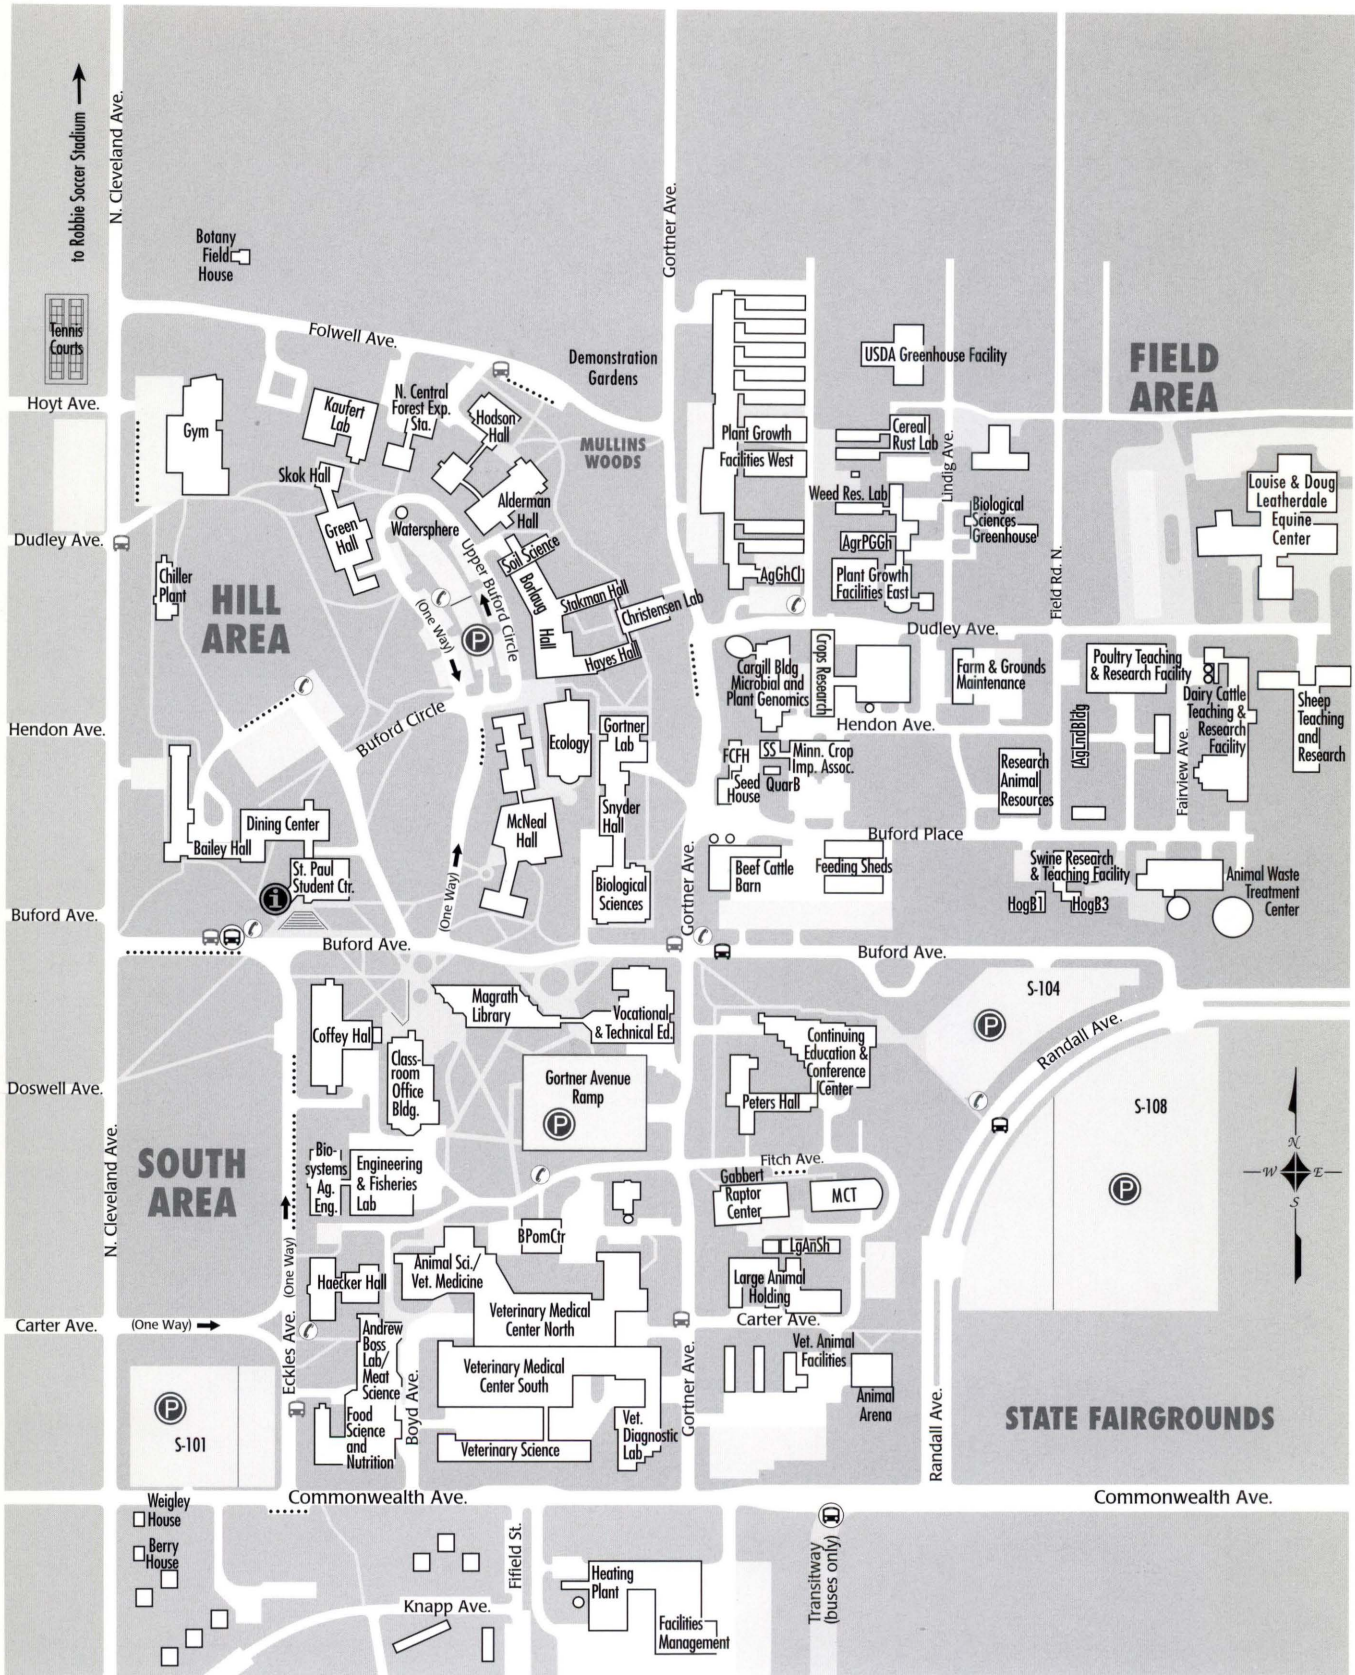 to Robbie Soccer Stadium
N. Cleveland Ave.
Gortner Ave.
Botany
Field
House
Tennis
Courts
Folwell Ave.
Demonstration
Gardens
USDA Greenhouse Facility
FIELD
AREA
Hoyt Ave.
Gym
Kaufert
Lab
N. Central
Forest Exp.
Sta.
Hodson
Hall
MULLINS
WOODS
Plant Growth
Facilities West
Cereal
Rust Lab
Lindig Ave.
Skok Hall
Green
Hall
Watersphere
Alderman
Hall
Weed Res. Lab
Biological
Sciences
Greenhouse
Louise & Doug
Leatherdale
Equine
Center
Dudley Ave.
Chiller
Plant
HILL
AREA
Upper Buford Circle
(One Way)
P
Soil Science
Borlaug
Hall
Stakman Hall
Christensen Lab
Hayes Hall
AgrPGGh
AgGhCl
Plant Growth
Facilities East
Field Rd. N.
Dudley Ave.
Cargill Bldg
Microbial and
Plant Genomics
Crops Research
Farm & Grounds
Maintenance
Poultry Teaching
& Research Facility
Dairy Cattle
Teaching &
Research
Facility
Sheep
Teaching
and
Research
Hendon Ave.
Buford Circle
Ecology
Gortner
Lab
Hendon Ave.
FCFH
SS
Minn. Crop
Imp. Assoc.
Seed
House
QuarB
Research
Animal
Resources
AgEndBldg
Fairview Ave.
Bailey Hall
Dining Center
St. Paul
Student Ctr.
i
McNeal
Hall
Snyder
Hall
Biological
Sciences
(One Way)
Gortner Ave.
Buford Place
Beef Cattle
Barn
Feeding Sheds
Swine Research
& Teaching Facility
HogB1
HogB3
Animal Waste
Treatment
Center
Buford Ave.
Buford Ave.
Buford Ave.
Coffey Hall
Magrath
Library
Vocational
& Technical Ed.
Continuing
Education &
Conference
Center
S-104
P
Randall Ave.
Doswell Ave.
Class-
room
Office
Bldg.
Gortner Avenue
Ramp
P
Peters Hall
S-108
P
N
W
E
S
N. Cleveland Ave.
SOUTH
AREA
Bio-
systems
Ag.
Eng.
Engineering
& Fisheries
Lab
Fitch Ave.
Gabbert
Raptor
Center
MCT
BPomCtr
LgAnSh
(One Way)
Haecker Hall
Animal Sci./
Vet. Medicine
Veterinary Medical
Center North
Large Animal
Holding
Carter Ave.
(One Way)
Eckles Ave.
Andrew
Boss
Lab/
Meat
Science
Carter Ave.
Vet. Animal
Facilities
Animal
Arena
Veterinary Medical
Center South
Gortner Ave.
P
S-101
Food
Science
and
Nutrition
Boyd Ave.
Veterinary Science
Vet.
Diagnostic
Lab
Randall Ave.
STATE FAIRGROUNDS
Commonwealth Ave.
Commonwealth Ave.
Weigley
House
Berry
House
Fifield St.
Knapp Ave.
Heating
Plant
Facilities
Management
Transitway
(buses only)